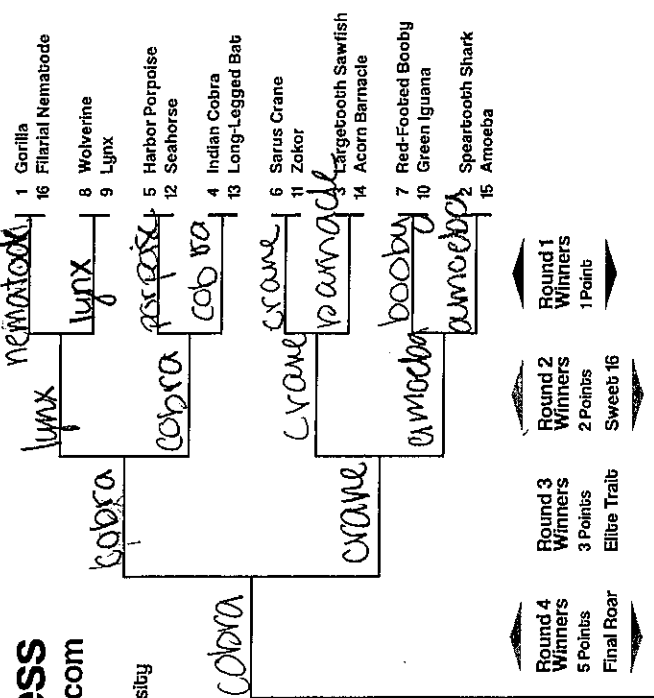 ess
com
sity
1 Gorilla
16 Filarial Nematode
8 Wolverine
9 Lynx
5 Harbor Porpoise
12 Seahorse
4 Indian Cobra
13 Long-Legged Bat
6 Sarus Crane
11 Zokor
3 Largetooth Sawfish
14 Acorn Barnacle
7 Red-Footed Booby
10 Green Iguana
2 Speartooth Shark
15 Amoeba
nematode
lynx
porpoise
cobra
crane
barnacle
booby
amoeba
lynx
cobra
crane
amoeba
cobra
crane
cobra
Round 4
Winners
5 Points
Final Roar
Round 3
Winners
3 Points
Elite Trait
Round 2
Winners
2 Points
Sweet 16
Round 1
Winners
1 Point